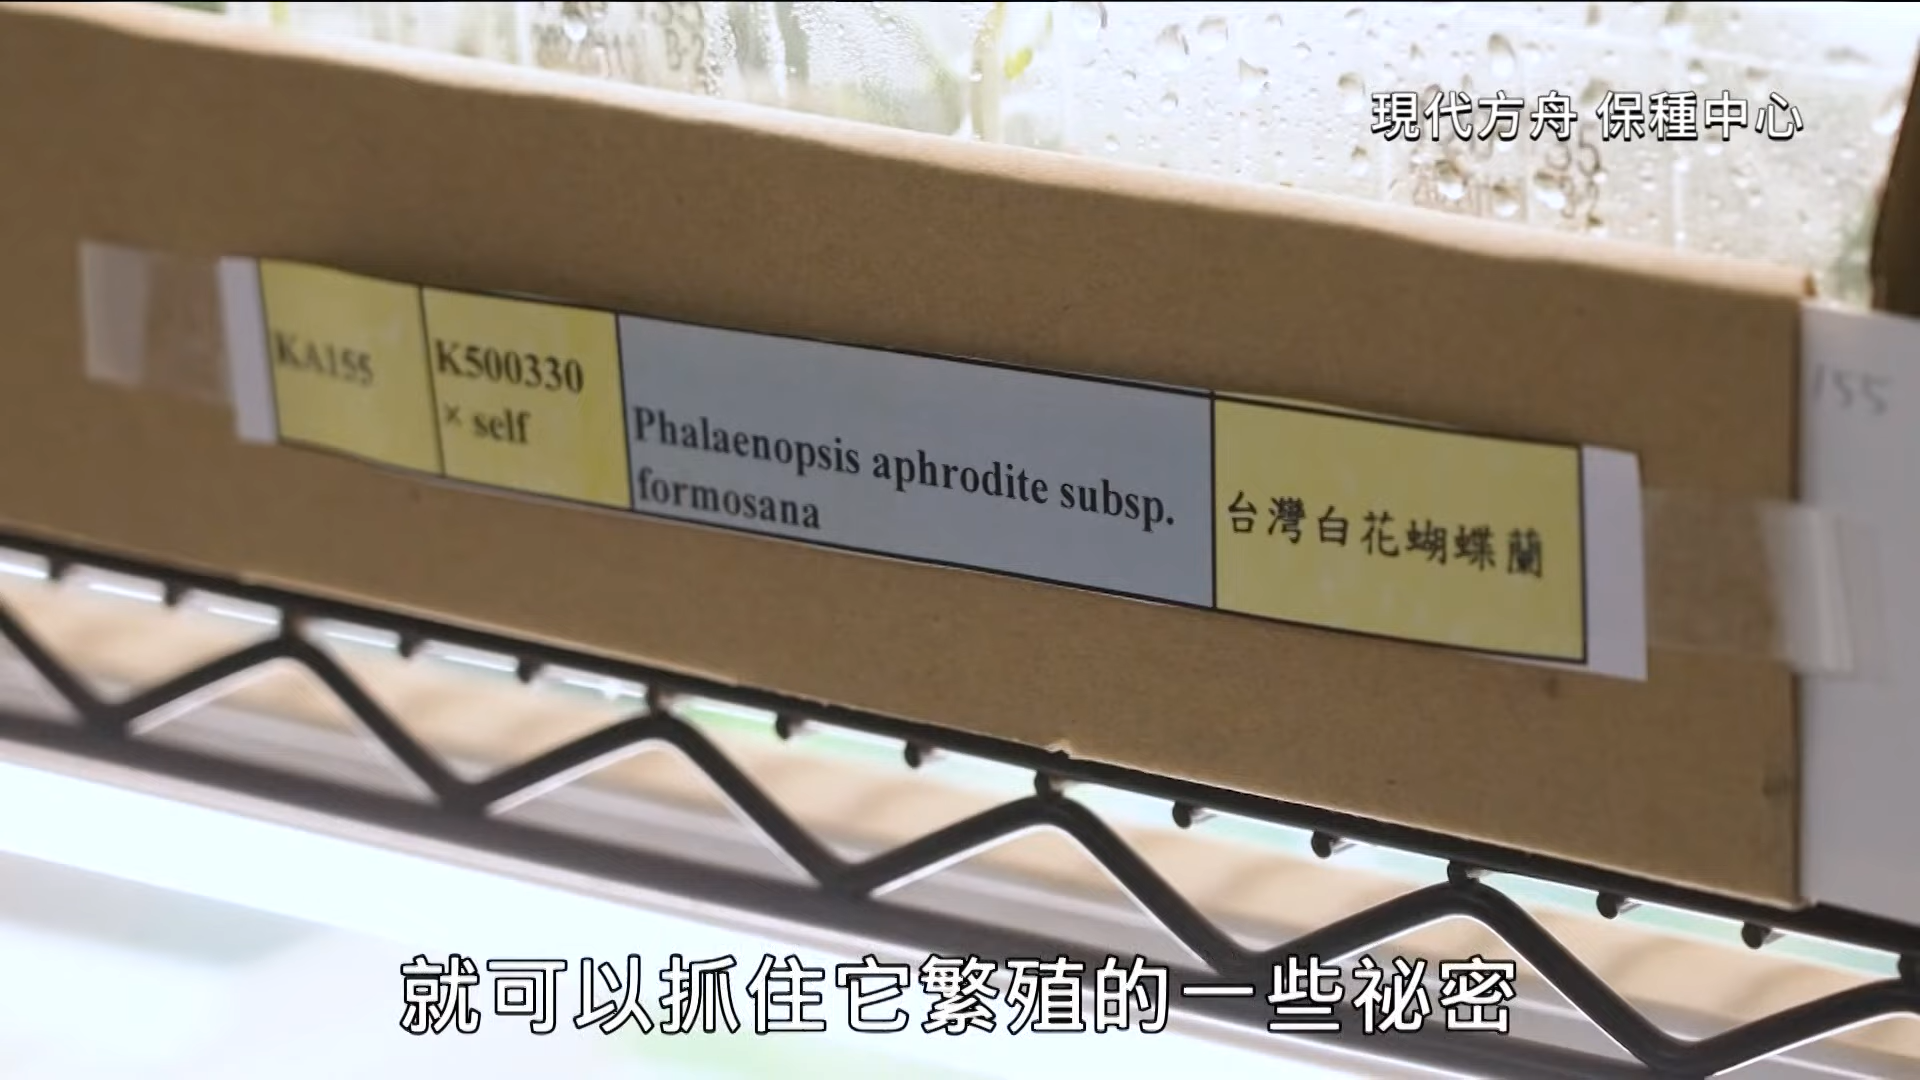 現代方舟 保種中心
KA155
K500330
× self
Phalaenopsis aphrodite subsp.
formosana
台灣白花蝴蝶蘭
155
就可以抓住它繁殖的一些祕密